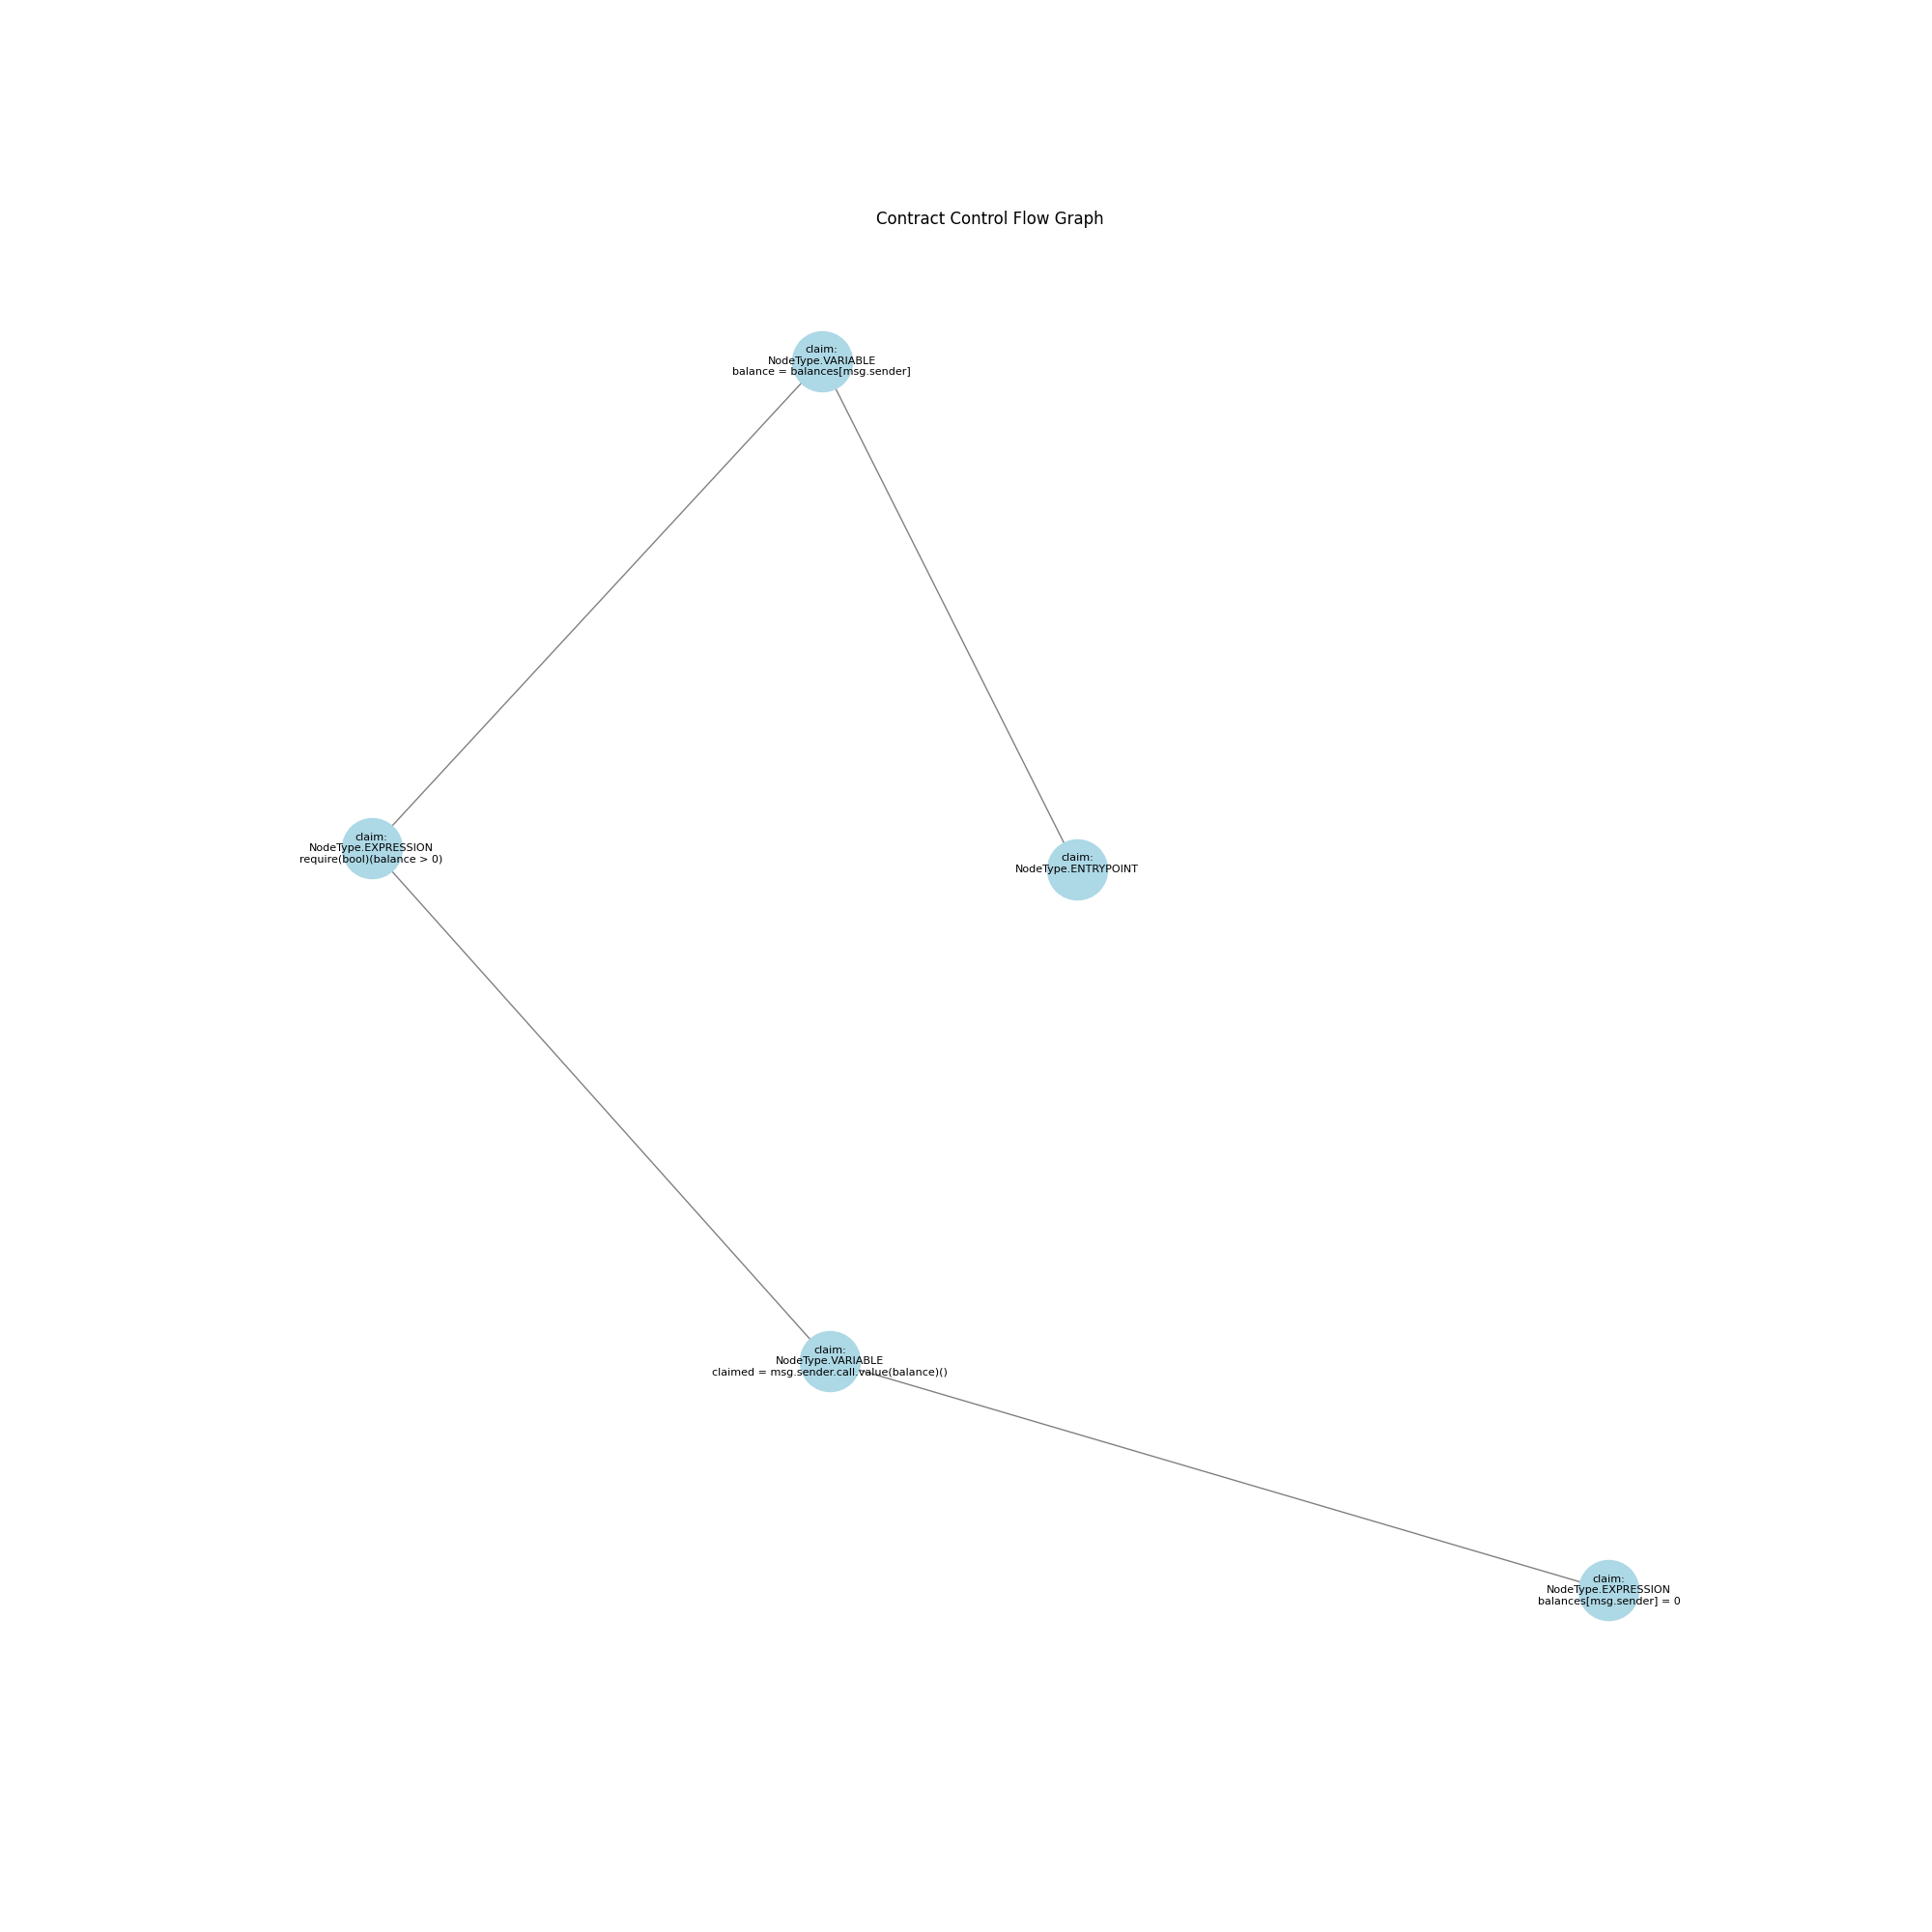 Contract Control Flow Graph
claim:
NodeType.VARIABLE
balance = balances[msg.sender]
claim:
NodeType.EXPRESSION
require(bool)(balance > 0)
claim:
NodeType.ENTRYPOINT
claim:
NodeType.VARIABLE
claimed = msg.sender.call.value(balance)()
claim:
NodeType.EXPRESSION
balances[msg.sender] = 0